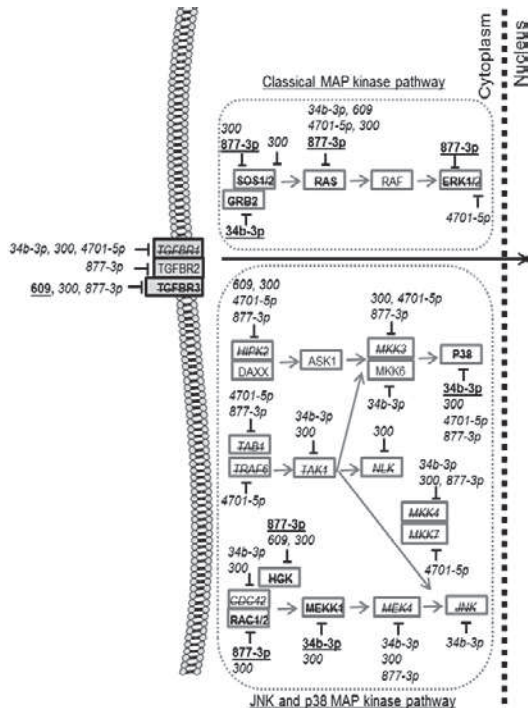 Cytoplasm
Nucleus
Classical MAP kinase pathway
34b-3p, 609
4701-5p, 300
877-3p
300
877-3p
300
877-3p
SOS1/2
RAS
RAF
ERK1/2
GRB2
34b-3p
4701-5p
34b-3p, 300, 4701-5p
TGFBR1
877-3p
TGFBR2
609, 300, 877-3p
TGFBR3
609, 300
4701-5p
877-3p
300, 4701-5p
877-3p
HIPK2
DAXX
ASK1
MKK3
MKK6
P38
34b-3p
34b-3p
300
4701-5p
877-3p
4701-5p
877-3p
34b-3p
300
300
TAB1
TRAF6
TAK1
NLK
4701-5p
34b-3p
300, 877-3p
MKK4
MKK7
4701-5p
877-3p
609, 300
34b-3p
300
HGK
CDC42
RAC1/2
MEKK1
MEK4
JNK
877-3p
300
34b-3p
300
34b-3p
300
877-3p
34b-3p
JNK and p38 MAP kinase pathway